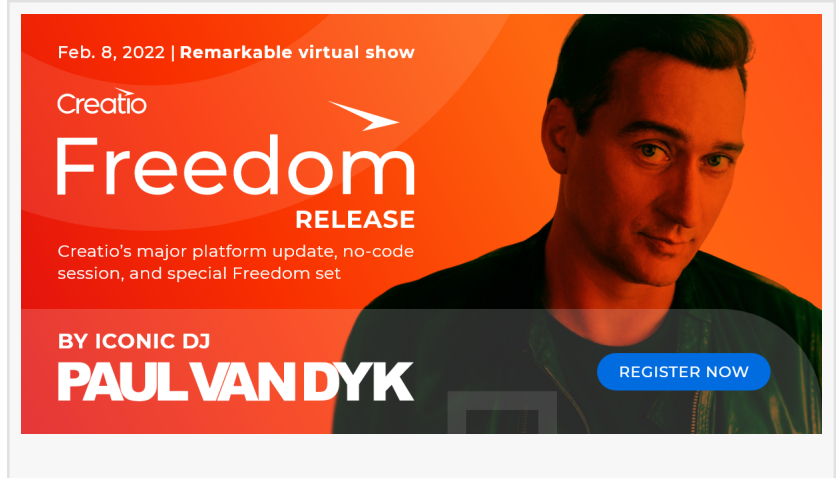 Feb. 8, 2022 | Remarkable virtual show
Creatio
Freedom
RELEASE
Creatio's major platform update, no-code
session, and special Freedom set
BY ICONIC DJ
PAUL VAN DYK
REGISTER NOW